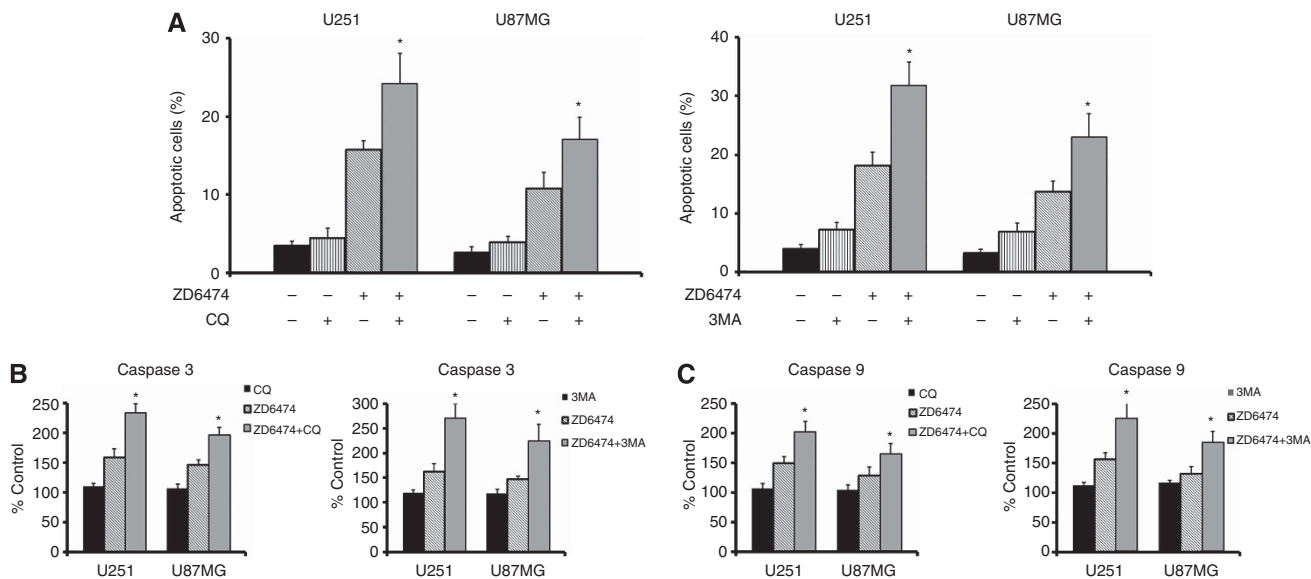 A
U251 U87MG
30
20
10
0
Apoptotic cells (%)
ZD6474 – – + + – – + +
CQ – + – + – + – +
U251 U87MG
40
30
20
10
0
Apoptotic cells (%)
ZD6474 – – + + – – + +
3MA – + – + – + – +
* * * *
B
Caspase 3
250
200
150
100
50
0
% Control
* *
CQ
ZD6474
ZD6474+CQ
U251 U87MG
Caspase 3
300
250
200
150
100
50
0
% Control
* *
3MA
ZD6474
ZD6474+3MA
U251 U87MG
C
Caspase 9
250
200
150
100
50
0
% Control
* *
CQ
ZD6474
ZD6474+CQ
U251 U87MG
Caspase 9
250
200
150
100
50
0
% Control
* *
3MA
ZD6474
ZD6474+3MA
U251 U87MG